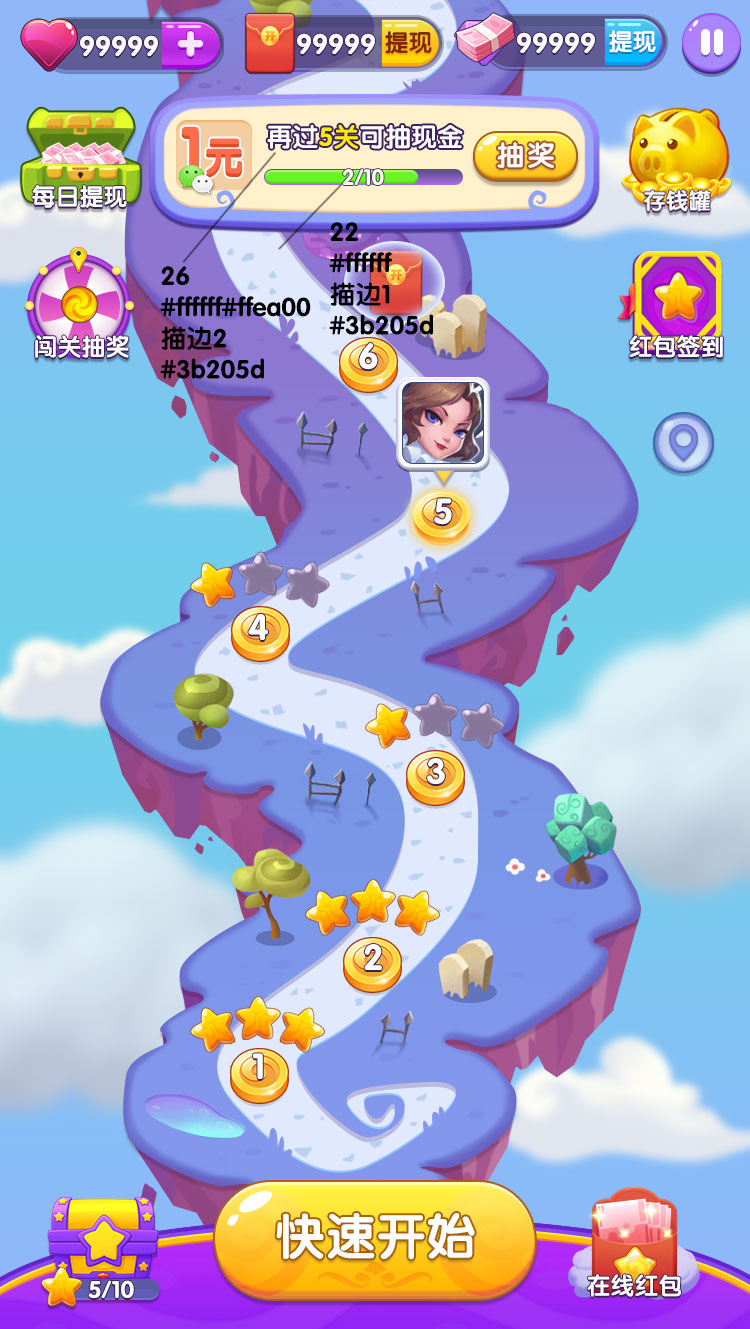 99999
99999
提现
99999
提现
1元
再过5关可抽现金
抽奖
2/10
每日提现
存钱罐
22
#ffffff
描边1
#3b205d
26
#ffffff#ffea00
描边2
#3b205d
开
开
闯关抽奖
红包签到
6
5
4
3
2
1
快速开始
5/10
在线红包